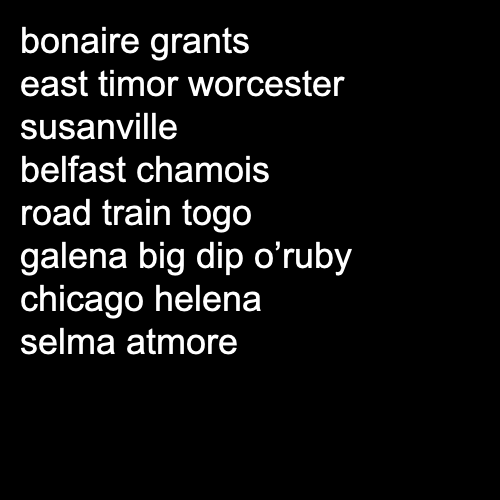 bonaire grants
east timor worcester
susanville
belfast chamois
road train togo
galena big dip o’ruby
chicago helena
selma atmore